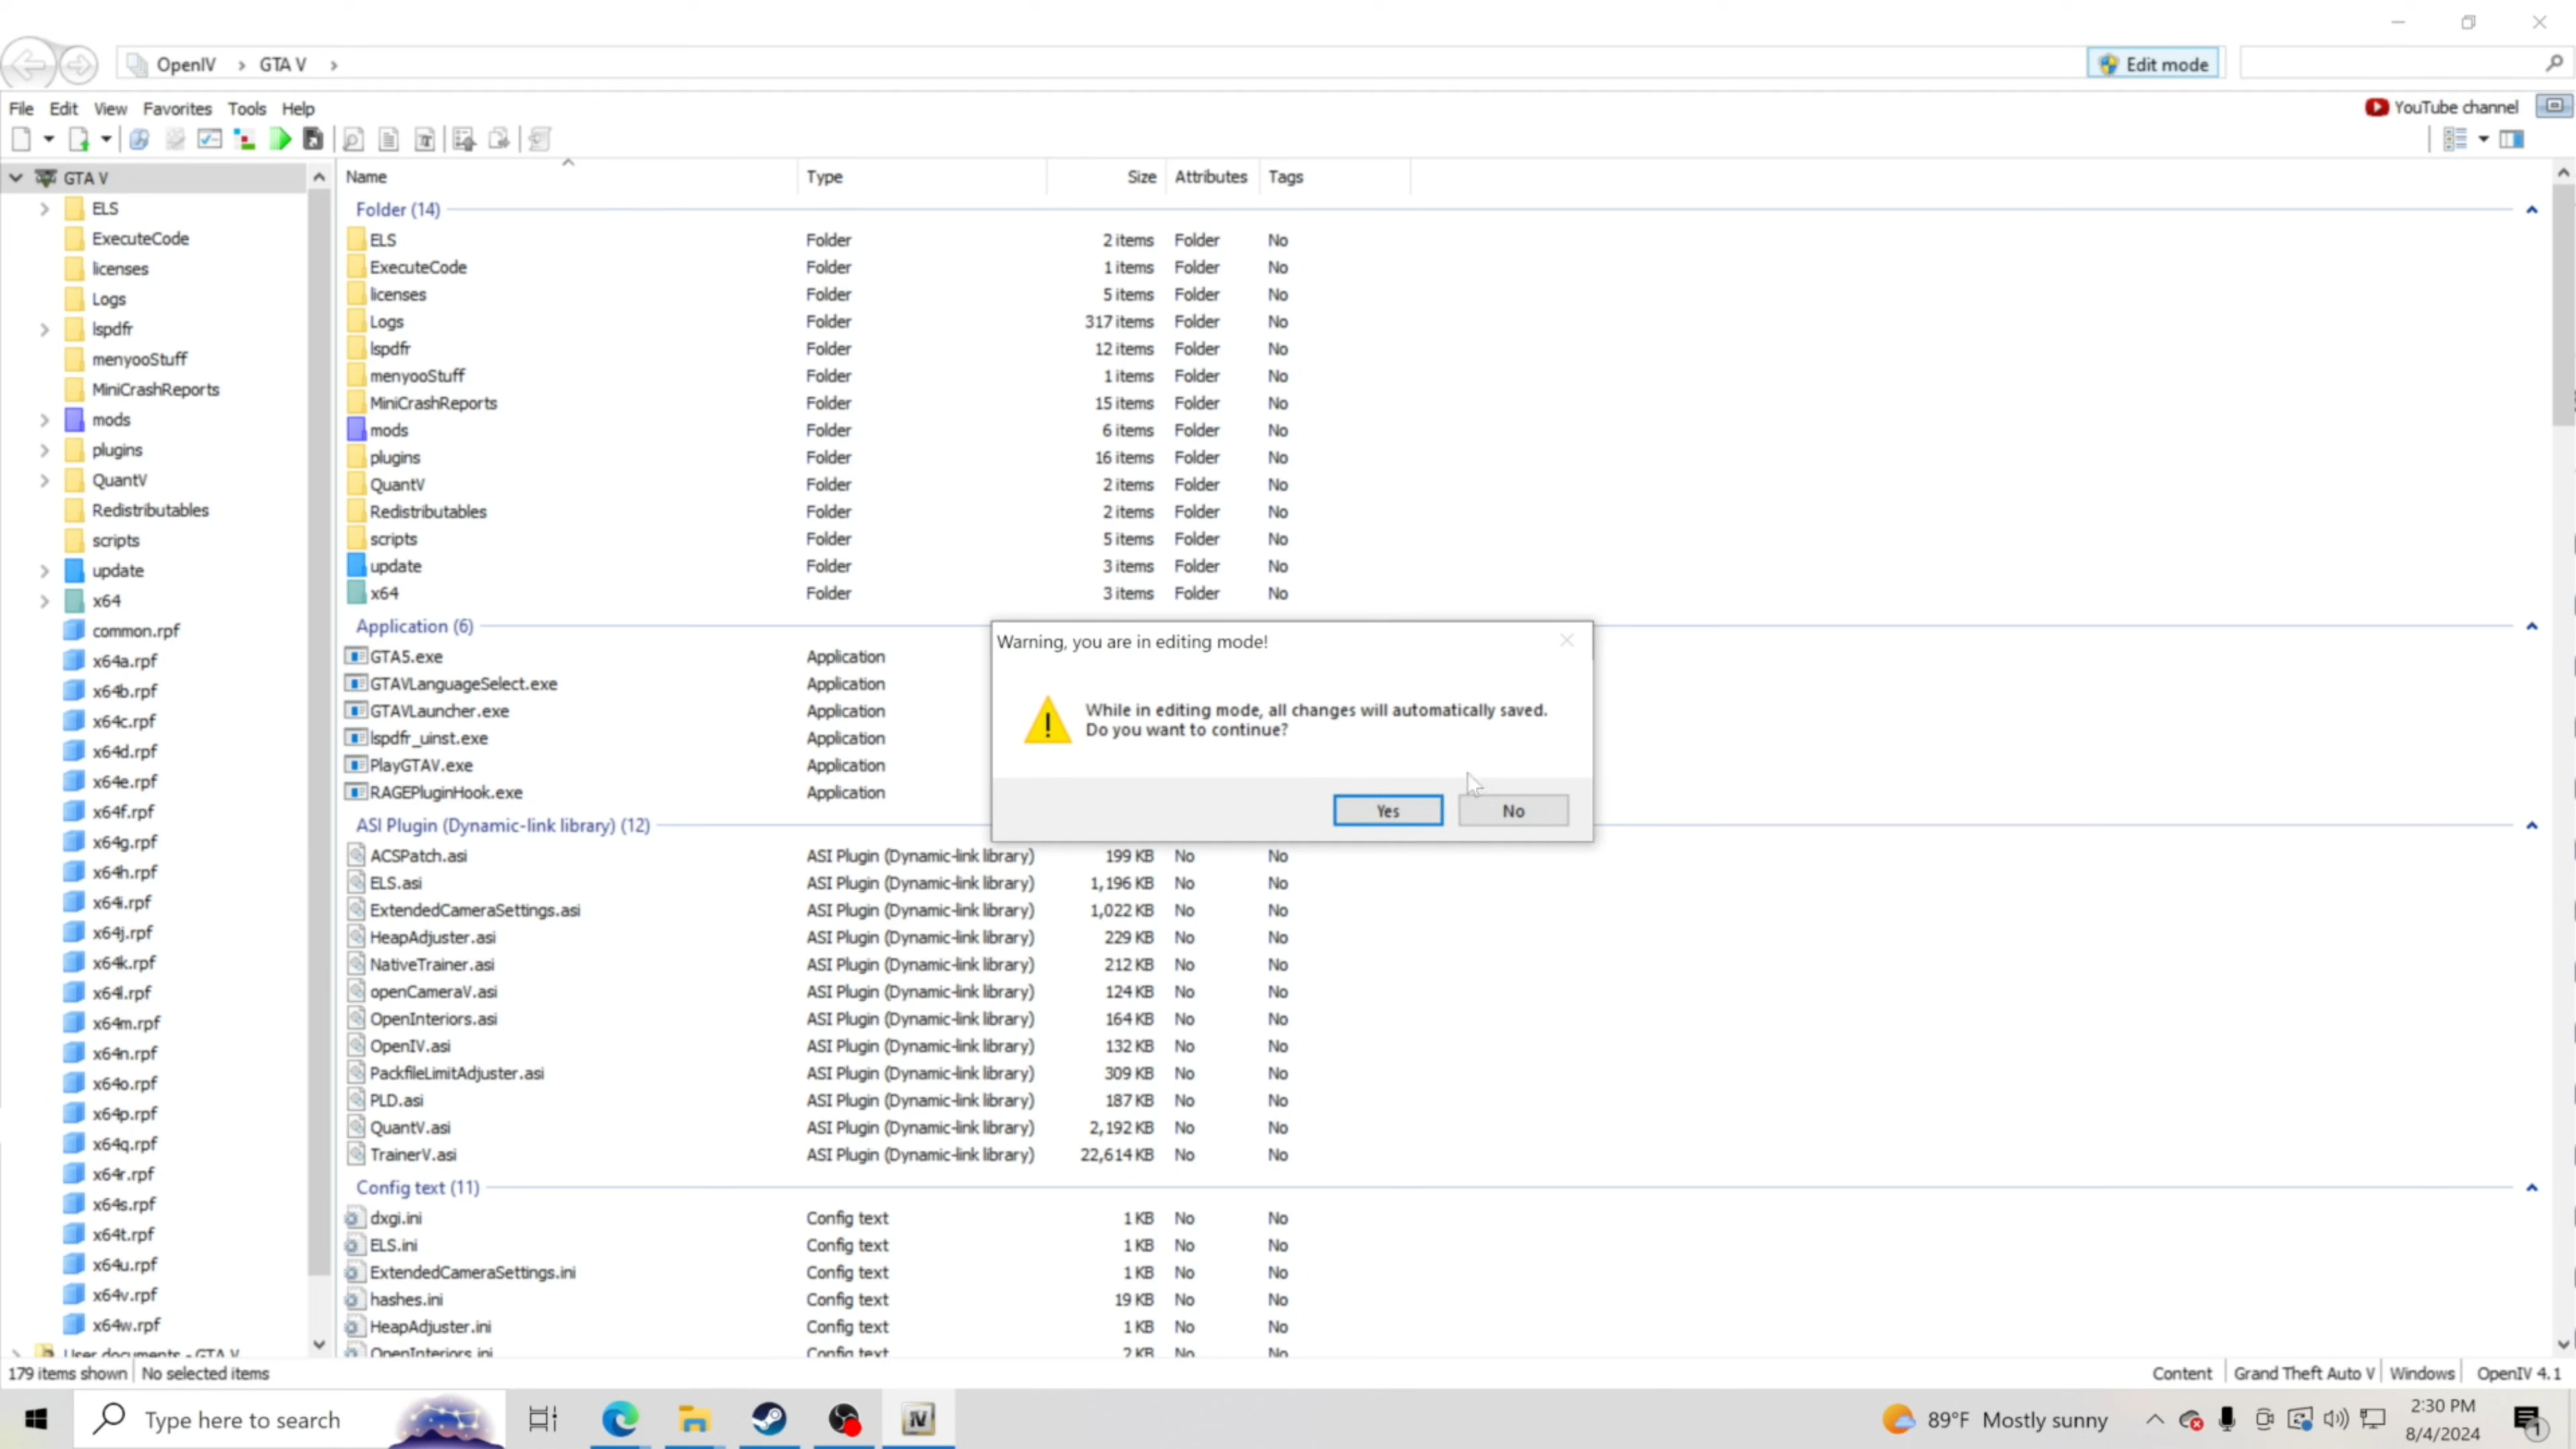 OpenIV › GTA V ›
Edit mode
File Edit View Favorites Tools Help
YouTube channel
GTA V
ELS
ExecuteCode
licenses
Logs
lspdfr
menyooStuff
MiniCrashReports
mods
plugins
QuantV
Redistributables
scripts
update
x64
common.rpf
x64a.rpf
x64b.rpf
x64c.rpf
x64d.rpf
x64e.rpf
x64f.rpf
x64g.rpf
x64h.rpf
x64i.rpf
x64j.rpf
x64k.rpf
x64l.rpf
x64m.rpf
x64n.rpf
x64o.rpf
x64p.rpf
x64q.rpf
x64r.rpf
x64s.rpf
x64t.rpf
x64u.rpf
x64v.rpf
x64w.rpf
User documents - GTA V
Name Type Size Attributes Tags
Folder (14)
ELS Folder 2 items Folder No
ExecuteCode Folder 1 items Folder No
licenses Folder 5 items Folder No
Logs Folder 317 items Folder No
lspdfr Folder 12 items Folder No
menyooStuff Folder 1 items Folder No
MiniCrashReports Folder 15 items Folder No
mods Folder 6 items Folder No
plugins Folder 16 items Folder No
QuantV Folder 2 items Folder No
Redistributables Folder 2 items Folder No
scripts Folder 5 items Folder No
update Folder 3 items Folder No
x64 Folder 3 items Folder No
Application (6)
GTA5.exe Application
GTAVLanguageSelect.exe Application
GTAVLauncher.exe Application
lspdfr_uinst.exe Application
PlayGTAV.exe Application
RAGEPluginHook.exe Application
Warning, you are in editing mode!
While in editing mode, all changes will automatically saved.
Do you want to continue?
Yes No
ASI Plugin (Dynamic-link library) (12)
ACSPatch.asi ASI Plugin (Dynamic-link library) 199 KB No No
ELS.asi ASI Plugin (Dynamic-link library) 1,196 KB No No
ExtendedCameraSettings.asi ASI Plugin (Dynamic-link library) 1,022 KB No No
HeapAdjuster.asi ASI Plugin (Dynamic-link library) 229 KB No No
NativeTrainer.asi ASI Plugin (Dynamic-link library) 212 KB No No
openCameraV.asi ASI Plugin (Dynamic-link library) 124 KB No No
OpenInteriors.asi ASI Plugin (Dynamic-link library) 164 KB No No
OpenIV.asi ASI Plugin (Dynamic-link library) 132 KB No No
PackfileLimitAdjuster.asi ASI Plugin (Dynamic-link library) 309 KB No No
PLD.asi ASI Plugin (Dynamic-link library) 187 KB No No
QuantV.asi ASI Plugin (Dynamic-link library) 2,192 KB No No
TrainerV.asi ASI Plugin (Dynamic-link library) 22,614 KB No No
Config text (11)
dxgi.ini Config text 1 KB No No
ELS.ini Config text 1 KB No No
ExtendedCameraSettings.ini Config text 1 KB No No
hashes.ini Config text 19 KB No No
HeapAdjuster.ini Config text 1 KB No No
OpenInteriors.ini Config text 2 KB No No
179 items shown No selected items
Content Grand Theft Auto V Windows OpenIV 4.1
Type here to search
IV
89°F Mostly sunny
2:30 PM
8/4/2024
1